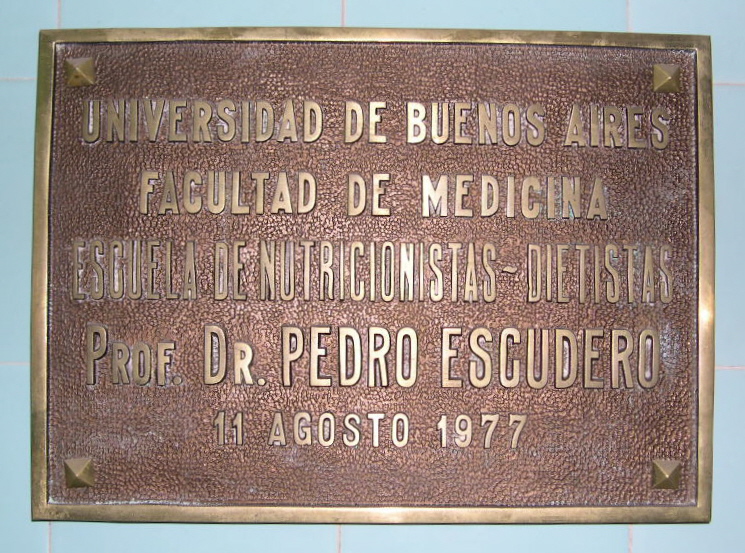 UNIVERSIDAD DE BUENOS AIRES
FACULTAD DE MEDICINA
ESCUELA DE NUTRICIONISTAS-DIETISTAS
PROF. DR. PEDRO ESCUDERO
11 AGOSTO 1977